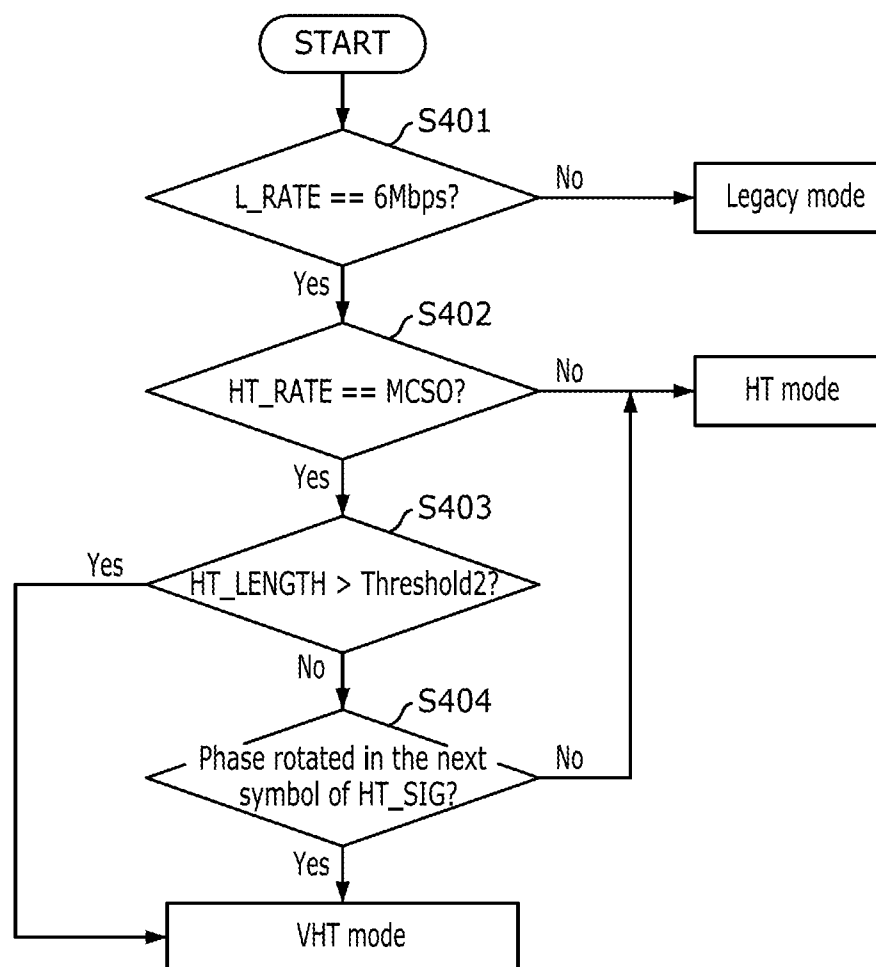 START
S401
L_RATE == 6Mbps?
No
Legacy mode
Yes
S402
HT_RATE == MCSO?
No
HT mode
Yes
S403
Yes
HT_LENGTH > Threshold2?
No
S404
Phase rotated in the next
symbol of HT_SIG?
No
Yes
VHT mode